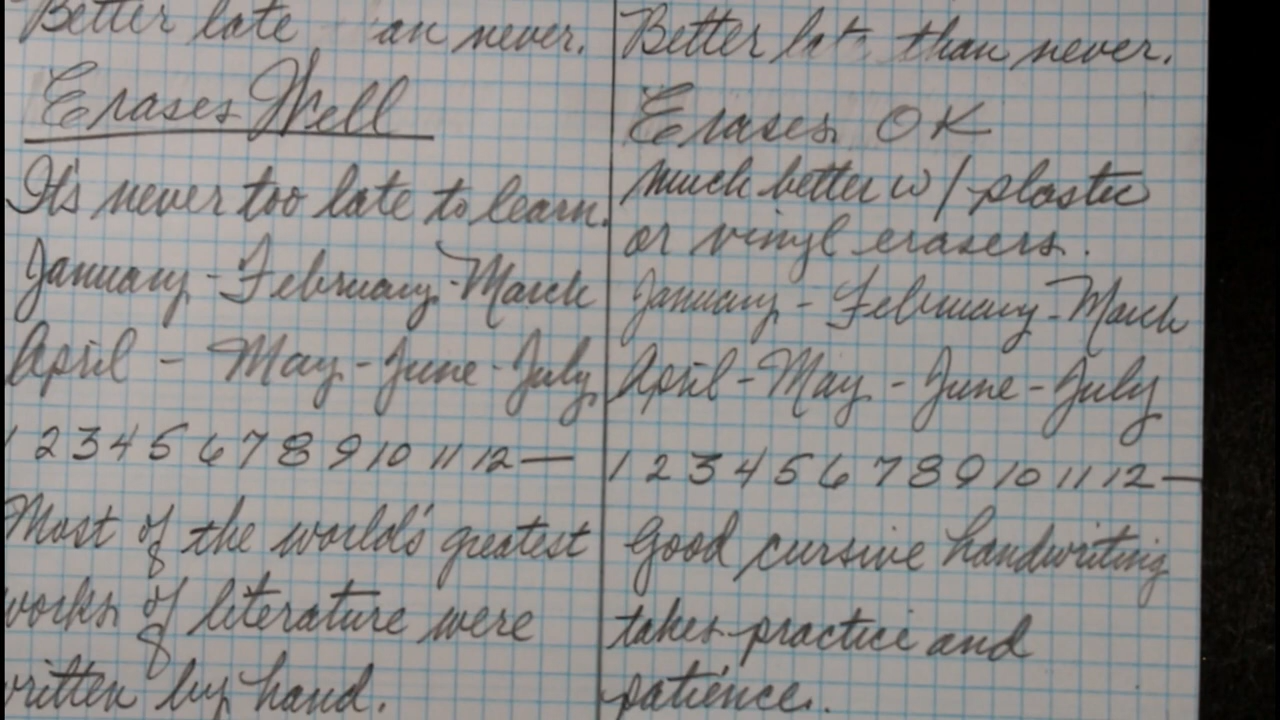 Better late an never.
Erases Well
It's never too late to learn.
January - February - March
April - May - June - July
1 2 3 4 5 6 7 8 9 10 11 12 —
Most of the world's greatest
works of literature were
written by hand.
Better late than never.
Erases OK
much better w/ plastic
or vinyl erasers.
January - February - March
April - May - June - July
1 2 3 4 5 6 7 8 9 10 11 12 —
Good cursive handwriting
takes practice and
patience.